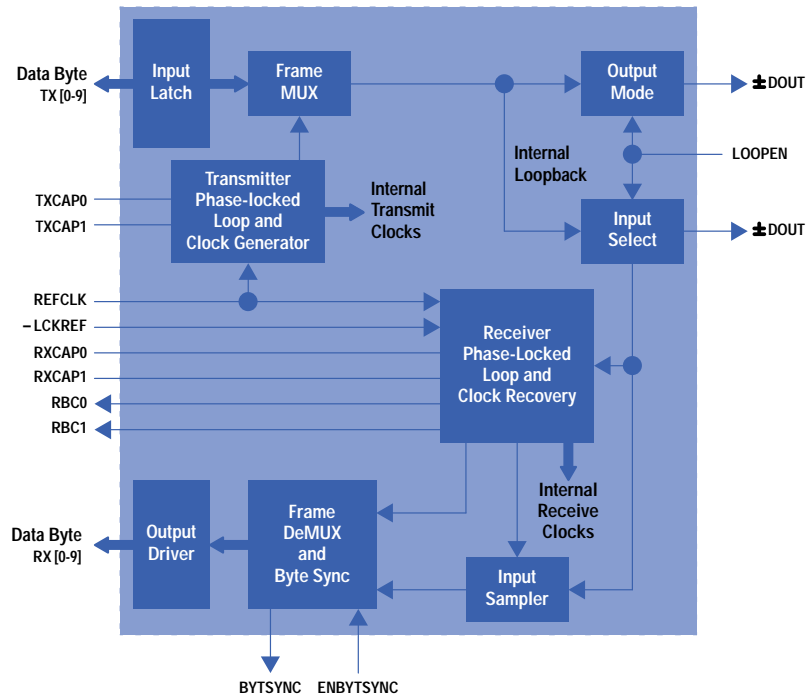 Data Byte
TX [0-9]
Input
Latch
Frame
MUX
Output
Mode
±DOUT
LOOPEN
Internal
Loopback
Transmitter
Phase-locked
Loop and
Clock Generator
TXCAP0
TXCAP1
Internal
Transmit
Clocks
Input
Select
±DOUT
REFCLK
–LCKREF
RXCAP0
RXCAP1
RBC0
RBC1
Receiver
Phase-Locked
Loop and
Clock Recovery
Internal
Receive
Clocks
Data Byte
RX [0-9]
Output
Driver
Frame
DeMUX
and
Byte Sync
Input
Sampler
BYTSYNC
ENBYTSYNC